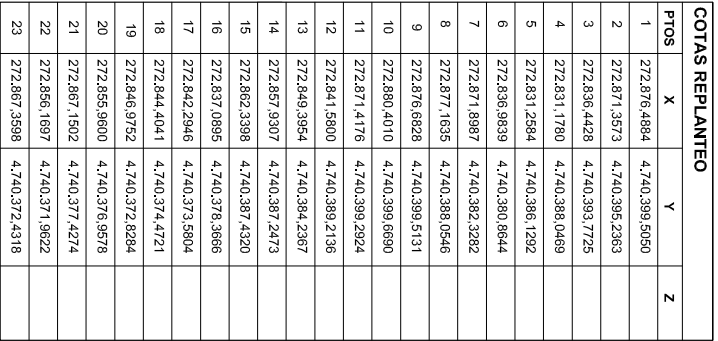 COTAS REPLANTEO
PTOS X Y Z
1 272.876,4884 4.740.399,5050
2 272.871,3573 4.740.395,2363
3 272.836,4428 4.740.393,7725
4 272.831,1780 4.740.388,0469
5 272.831,2584 4.740.386,1292
6 272.836,9839 4.740.380,8644
7 272.871,8987 4.740.382,3282
8 272.877,1635 4.740.388,0546
9 272.876,6828 4.740.399,5131
10 272.880,4010 4.740.399,6690
11 272.871,4176 4.740.399,2924
12 272.841,5800 4.740.389,2136
13 272.849,3954 4.740.384,2367
14 272.857,9307 4.740.387,2473
15 272.862,3398 4.740.387,4320
16 272.837,0895 4.740.378,3666
17 272.842,2946 4.740.373,5804
18 272.844,4041 4.740.374,4721
19 272.846,9752 4.740.372,8284
20 272.855,9600 4.740.376,9578
21 272.867,1502 4.740.377,4274
22 272.856,1697 4.740.371,9622
23 272.867,3598 4.740.372,4318